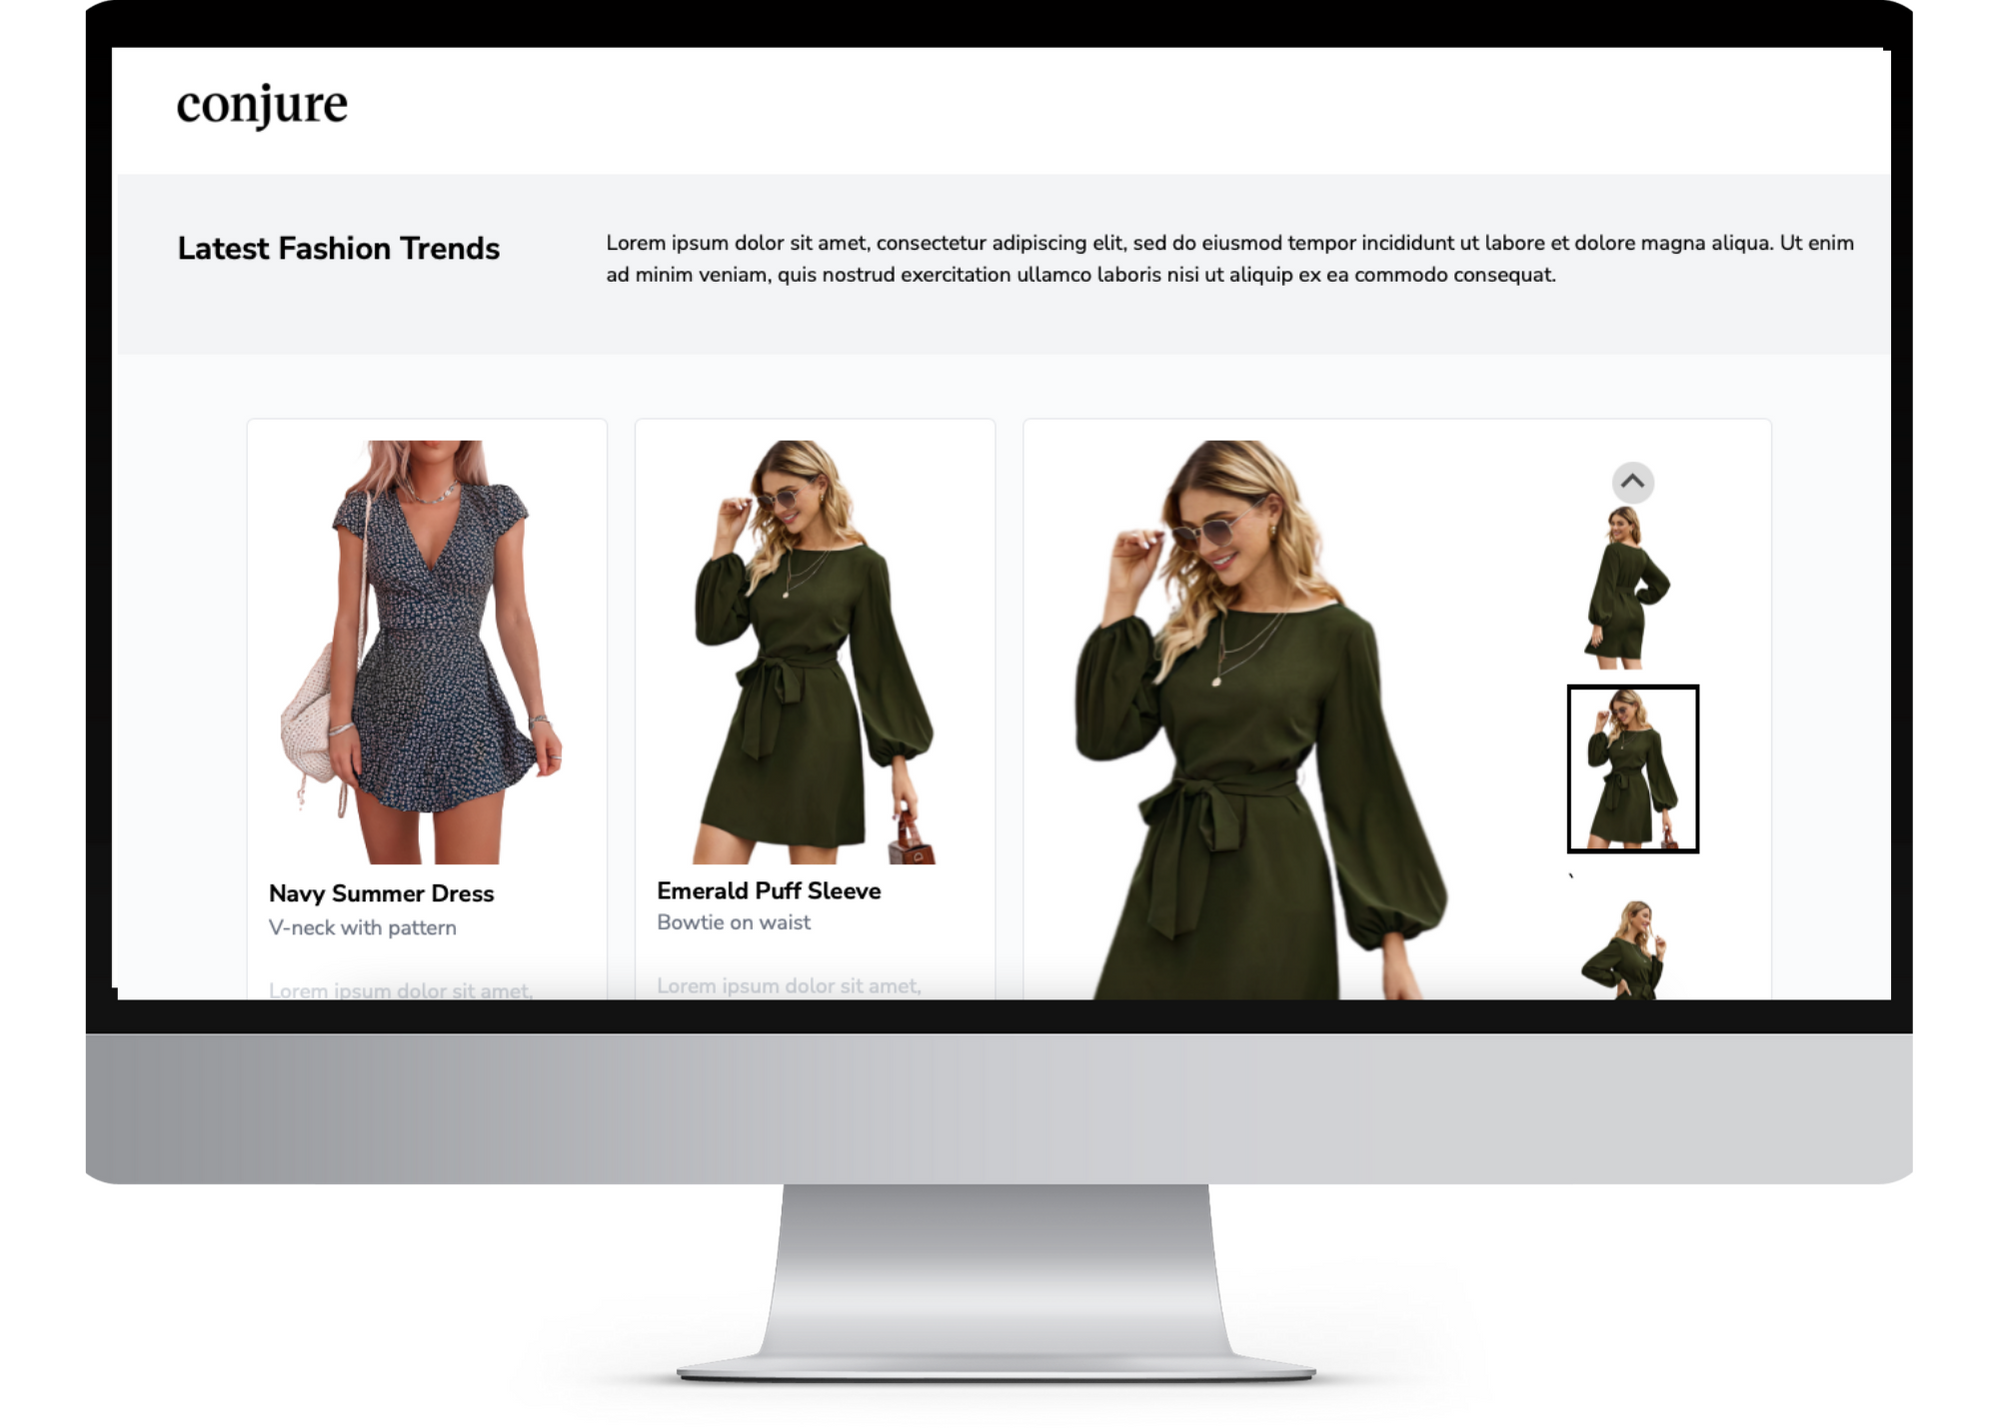 conjure
Latest Fashion Trends
Lorem ipsum dolor sit amet, consectetur adipiscing elit, sed do eiusmod tempor incididunt ut labore et dolore magna aliqua. Ut enim
ad minim veniam, quis nostrud exercitation ullamco laboris nisi ut aliquip ex ea commodo consequat.
Navy Summer Dress
V-neck with pattern
Lorem ipsum dolor sit amet,
Emerald Puff Sleeve
Bowtie on waist
Lorem ipsum dolor sit amet,